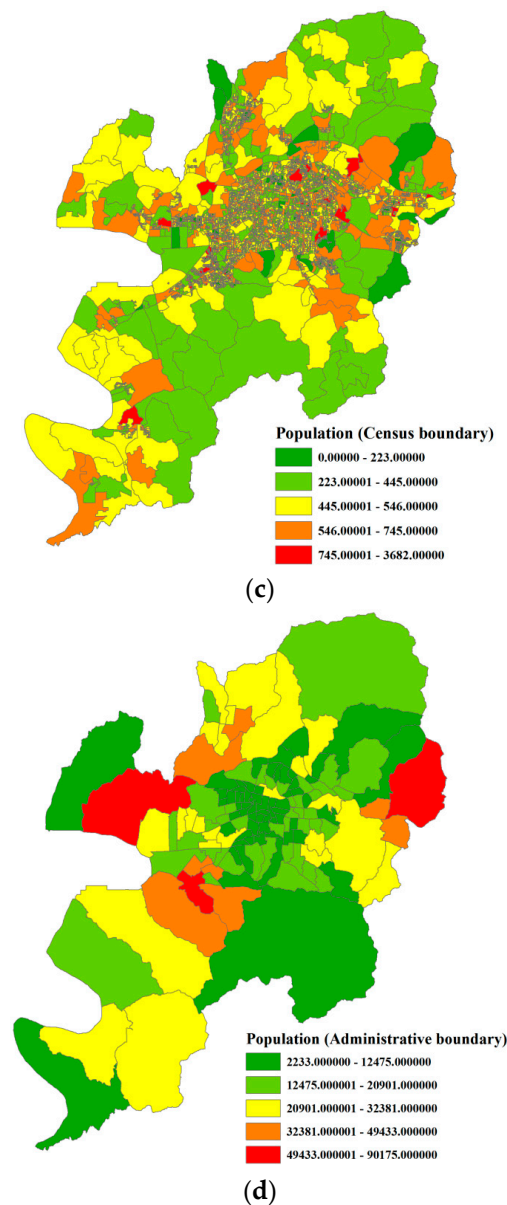 Population (Census boundary)
0.00000 - 223.00000
223.00001 - 445.00000
445.00001 - 546.00000
546.00001 - 745.00000
745.00001 - 3682.00000
(c)
Population (Administrative boundary)
2233.000000 - 12475.000000
12475.000001 - 20901.000000
20901.000001 - 32381.000000
32381.000001 - 49433.000000
49433.000001 - 90175.000000
(d)